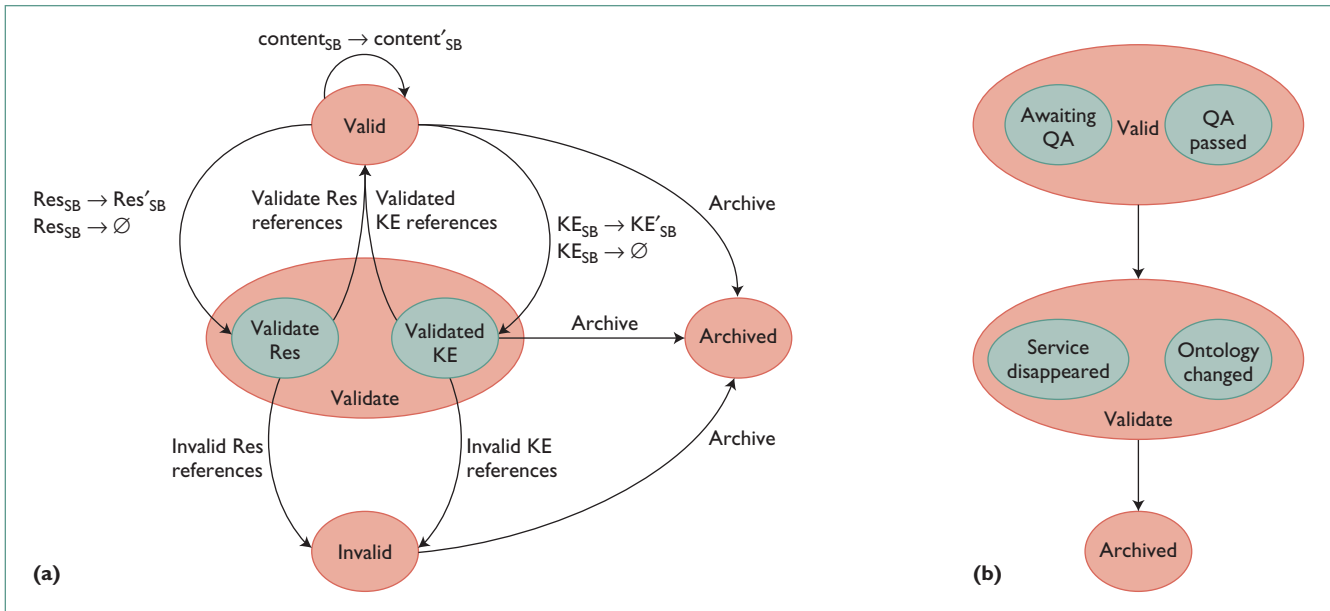 content_SB → content′_SB
Valid
Res_SB → Res′_SB
Res_SB → ∅
Validate Res
references
Validated
KE references
KE_SB → KE′_SB
KE_SB → ∅
Archive
Validate
Res
Validated
KE
Validate
Archive
Archived
Invalid Res
references
Invalid KE
references
Archive
Invalid
(a)
Awaiting
QA
Valid
QA
passed
Service
disappeared
Ontology
changed
Validate
Archived
(b)